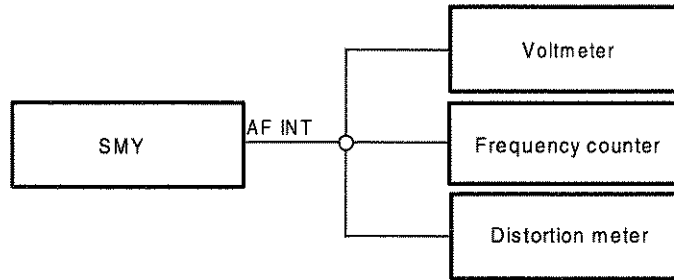 Voltmeter
SMY
AF INT
Frequency counter
Distortion meter